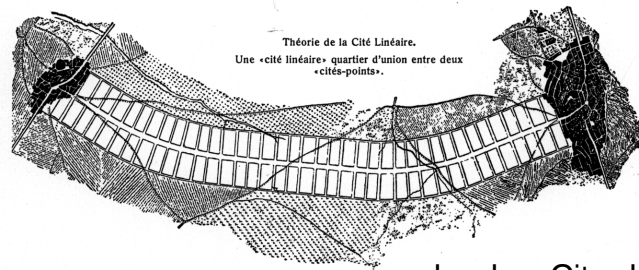 Théorie de la Cité Linéaire.
Une «cité linéaire» quartier d'union entre deux
«cités-points».